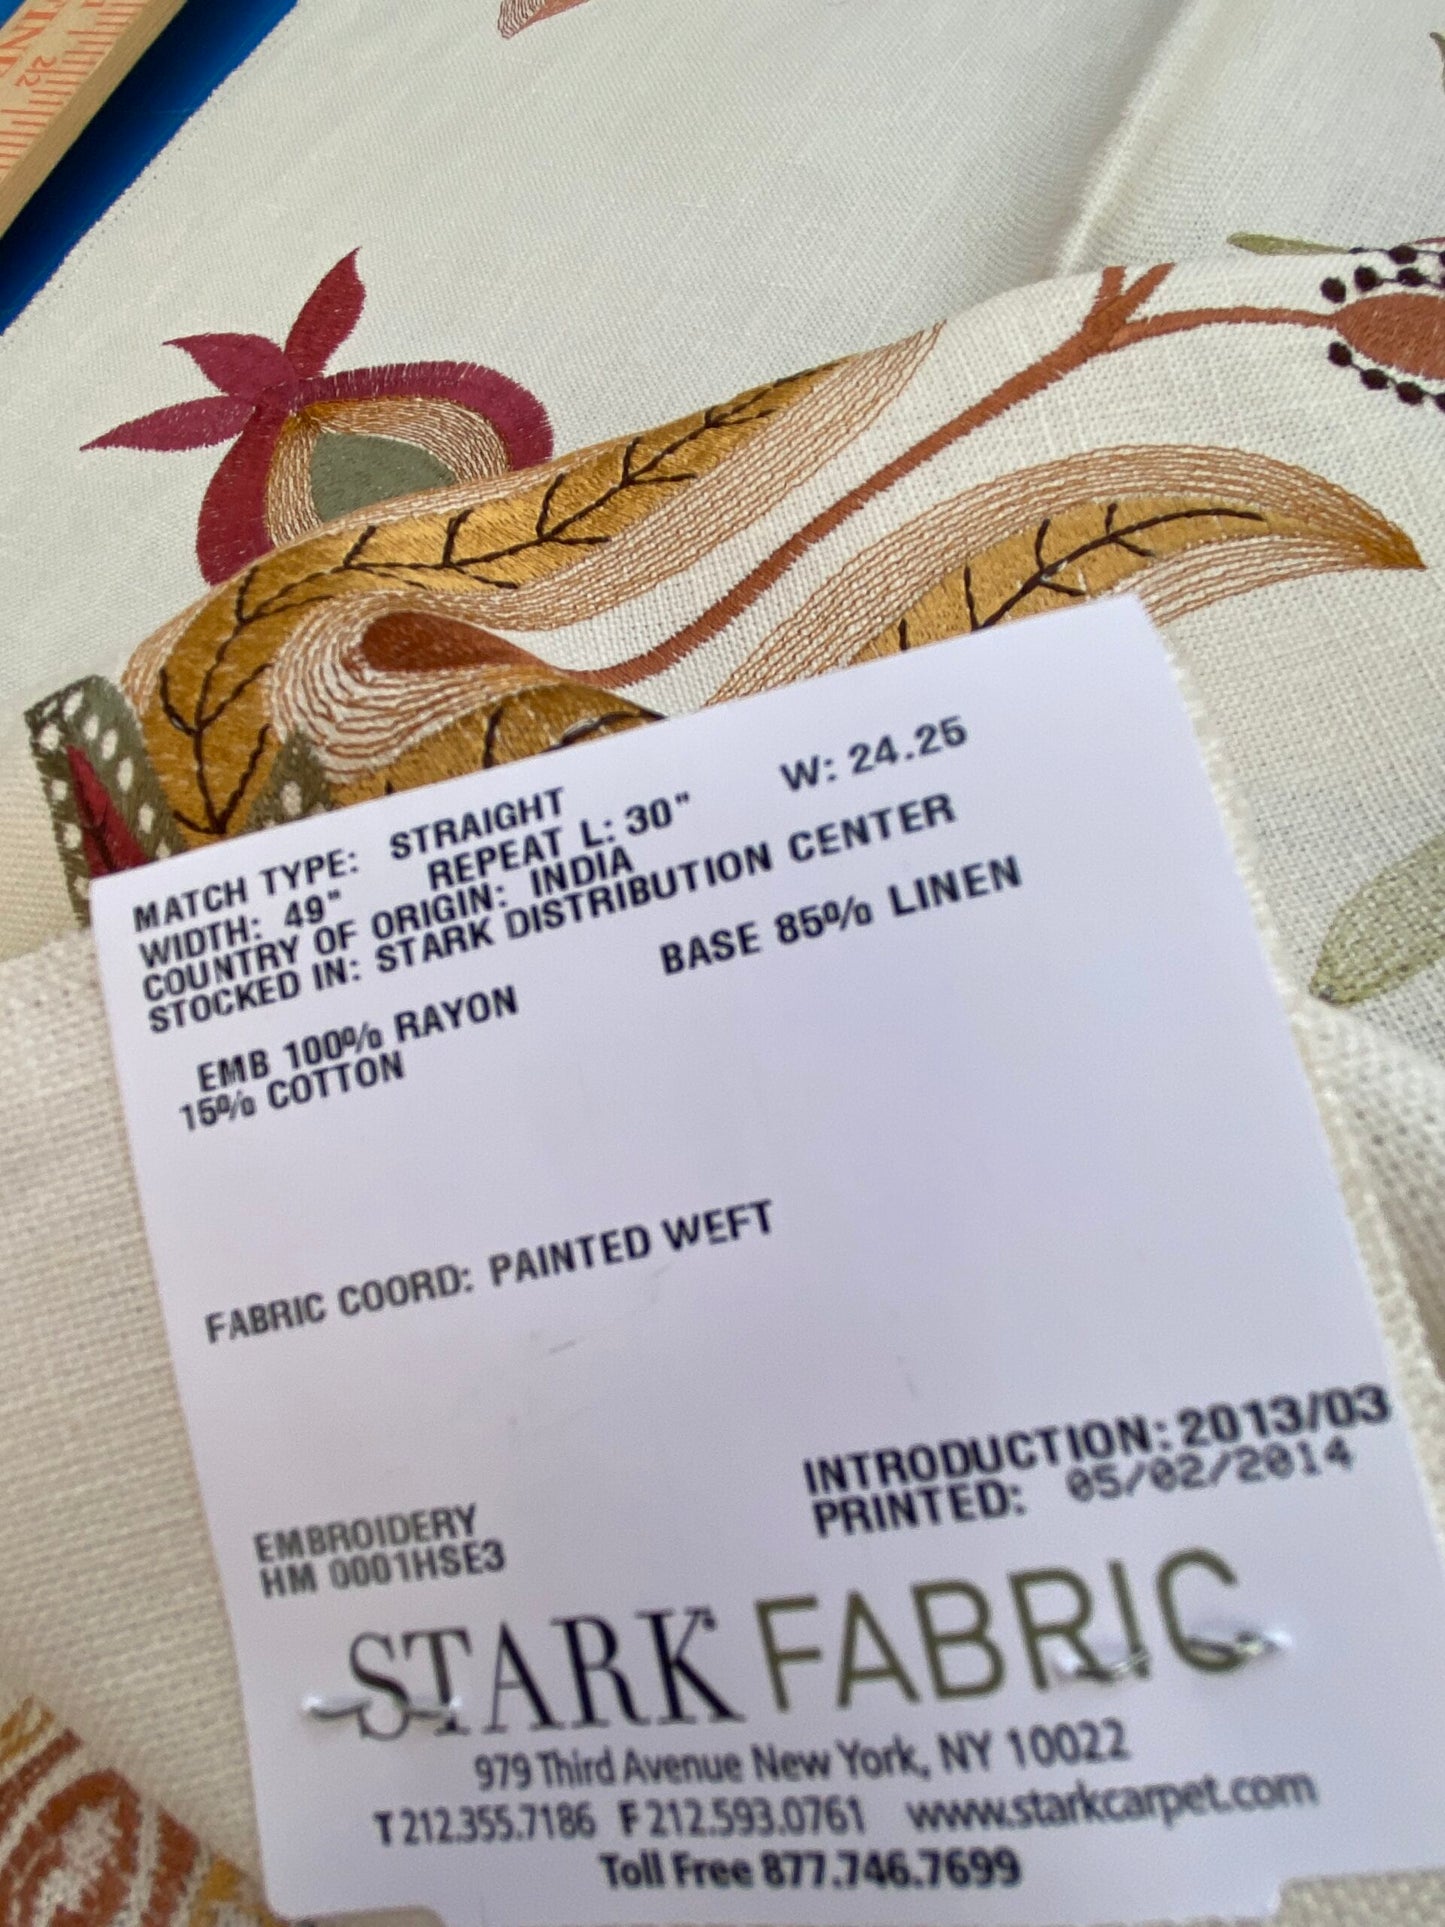 22
MATCH TYPE: STRAIGHT
WIDTH: 49" REPEAT L: 30" W: 24.25
COUNTRY OF ORIGIN: INDIA
STOCKED IN: STARK DISTRIBUTION CENTER
EMB 100% RAYON BASE 85% LINEN
15% COTTON
FABRIC COORD: PAINTED WEFT
INTRODUCTION: 2013/03
PRINTED: 05/02/2014
EMBROIDERY
HM 0001HSE3
STARK FABRIC
979 Third Avenue New York, NY 10022
T 212.355.7186 F 212.593.0761 www.starkcarpet.com
Toll Free 877.746.7699